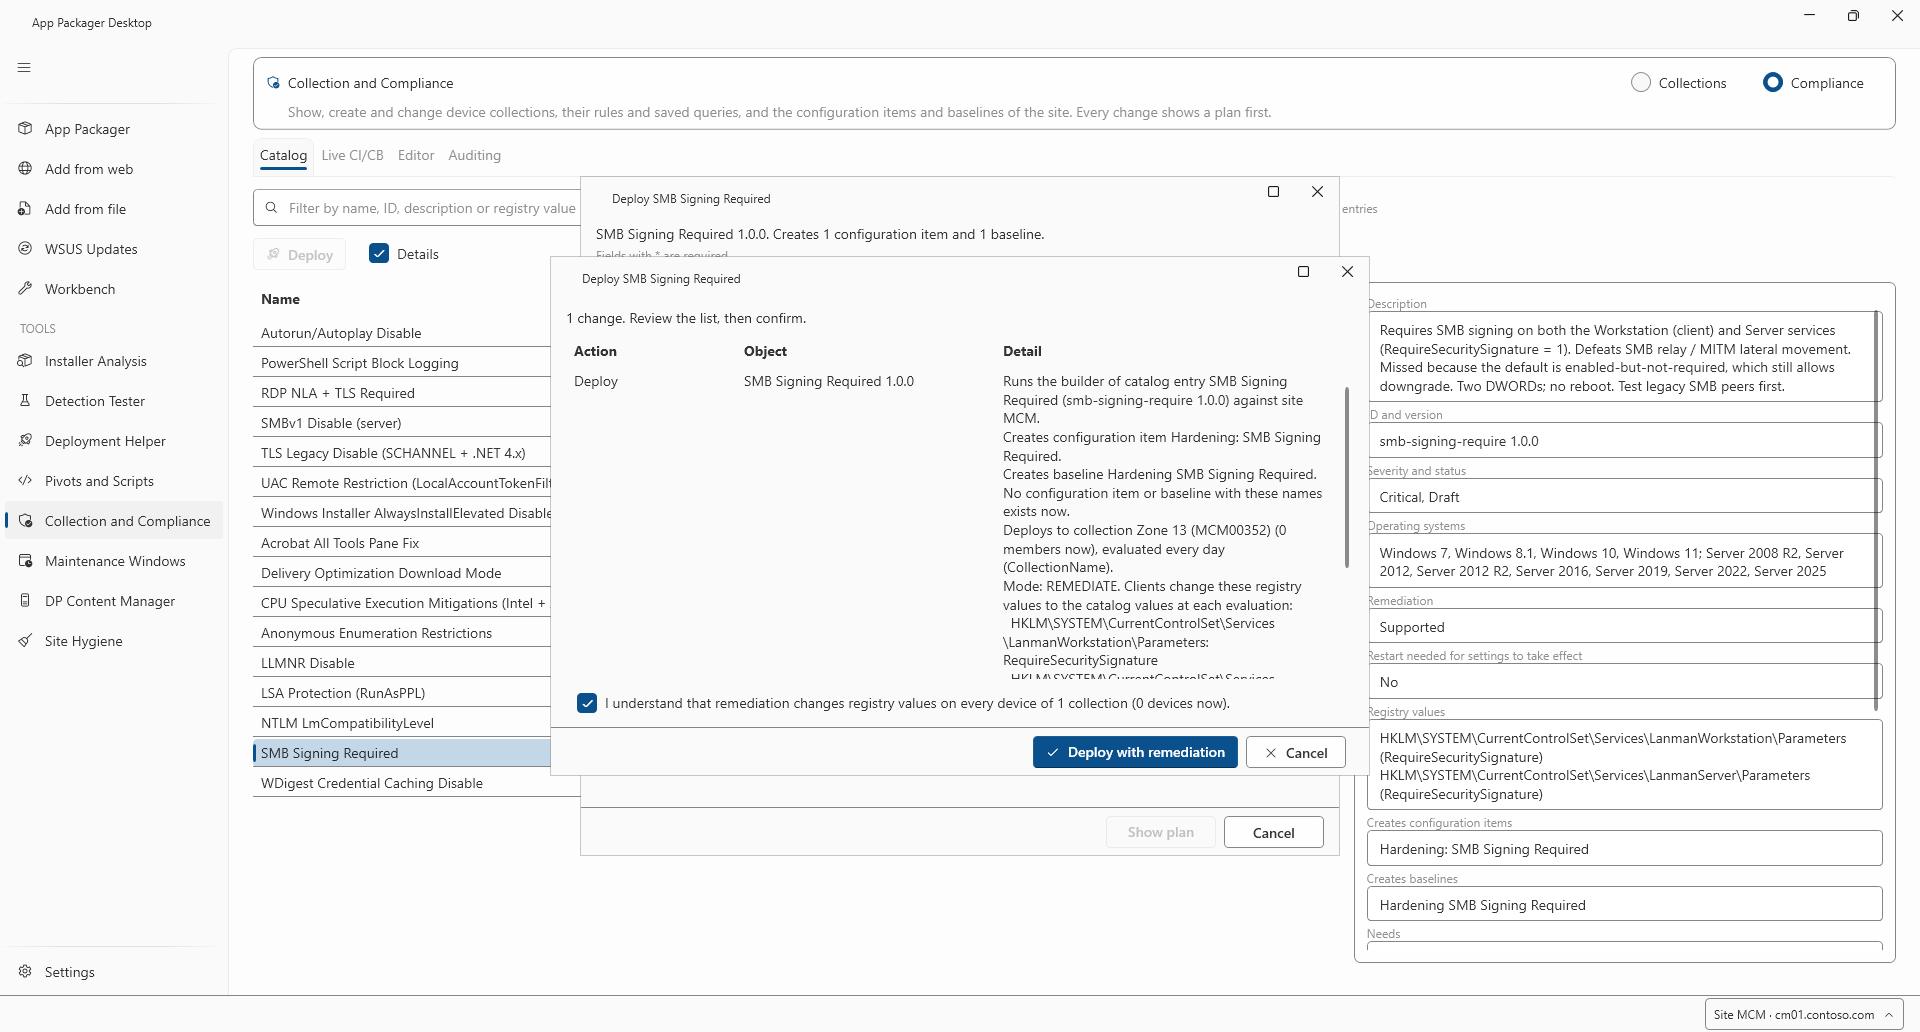 App Packager Desktop
Collection and Compliance
Collections
Compliance
Show, create and change device collections, their rules and saved queries, and the configuration items and baselines of the site. Every change shows a plan first.
App Packager
Add from web
Add from file
WSUS Updates
Workbench
TOOLS
Installer Analysis
Detection Tester
Deployment Helper
Pivots and Scripts
Collection and Compliance
Maintenance Windows
DP Content Manager
Site Hygiene
Settings
Catalog
Live CI/CB
Editor
Auditing
Filter by name, ID, description or registry value
entries
Deploy
Details
Name
Autorun/Autoplay Disable
PowerShell Script Block Logging
RDP NLA + TLS Required
SMBv1 Disable (server)
TLS Legacy Disable (SCHANNEL + .NET 4.x)
UAC Remote Restriction (LocalAccountTokenFilt
Windows Installer AlwaysInstallElevated Disable
Acrobat All Tools Pane Fix
Delivery Optimization Download Mode
CPU Speculative Execution Mitigations (Intel +
Anonymous Enumeration Restrictions
LLMNR Disable
LSA Protection (RunAsPPL)
NTLM LmCompatibilityLevel
SMB Signing Required
WDigest Credential Caching Disable
Deploy SMB Signing Required
SMB Signing Required 1.0.0. Creates 1 configuration item and 1 baseline.
Fields with * are required
Deploy SMB Signing Required
1 change. Review the list, then confirm.
Action
Object
Detail
Deploy
SMB Signing Required 1.0.0
Runs the builder of catalog entry SMB Signing
Required (smb-signing-require 1.0.0) against site
MCM.
Creates configuration item Hardening: SMB Signing
Required.
Creates baseline Hardening SMB Signing Required.
No configuration item or baseline with these names
exists now.
Deploys to collection Zone 13 (MCM00352) (0
members now), evaluated every day
(CollectionName).
Mode: REMEDIATE. Clients change these registry
values to the catalog values at each evaluation:
HKLM\SYSTEM\CurrentControlSet\Services
\LanmanWorkstation\Parameters:
RequireSecuritySignature
HKLM\SYSTEM\CurrentControlSet\Services
I understand that remediation changes registry values on every device of 1 collection (0 devices now).
Deploy with remediation
Cancel
Show plan
Cancel
Description
Requires SMB signing on both the Workstation (client) and Server services
(RequireSecuritySignature = 1). Defeats SMB relay / MITM lateral movement.
Missed because the default is enabled-but-not-required, which still allows
downgrade. Two DWORDs; no reboot. Test legacy SMB peers first.
ID and version
smb-signing-require 1.0.0
Severity and status
Critical, Draft
Operating systems
Windows 7, Windows 8.1, Windows 10, Windows 11; Server 2008 R2, Server
2012, Server 2012 R2, Server 2016, Server 2019, Server 2022, Server 2025
Remediation
Supported
Restart needed for settings to take effect
No
Registry values
HKLM\SYSTEM\CurrentControlSet\Services\LanmanWorkstation\Parameters
(RequireSecuritySignature)
HKLM\SYSTEM\CurrentControlSet\Services\LanmanServer\Parameters
(RequireSecuritySignature)
Creates configuration items
Hardening: SMB Signing Required
Creates baselines
Hardening SMB Signing Required
Needs
Site MCM · cm01.contoso.com